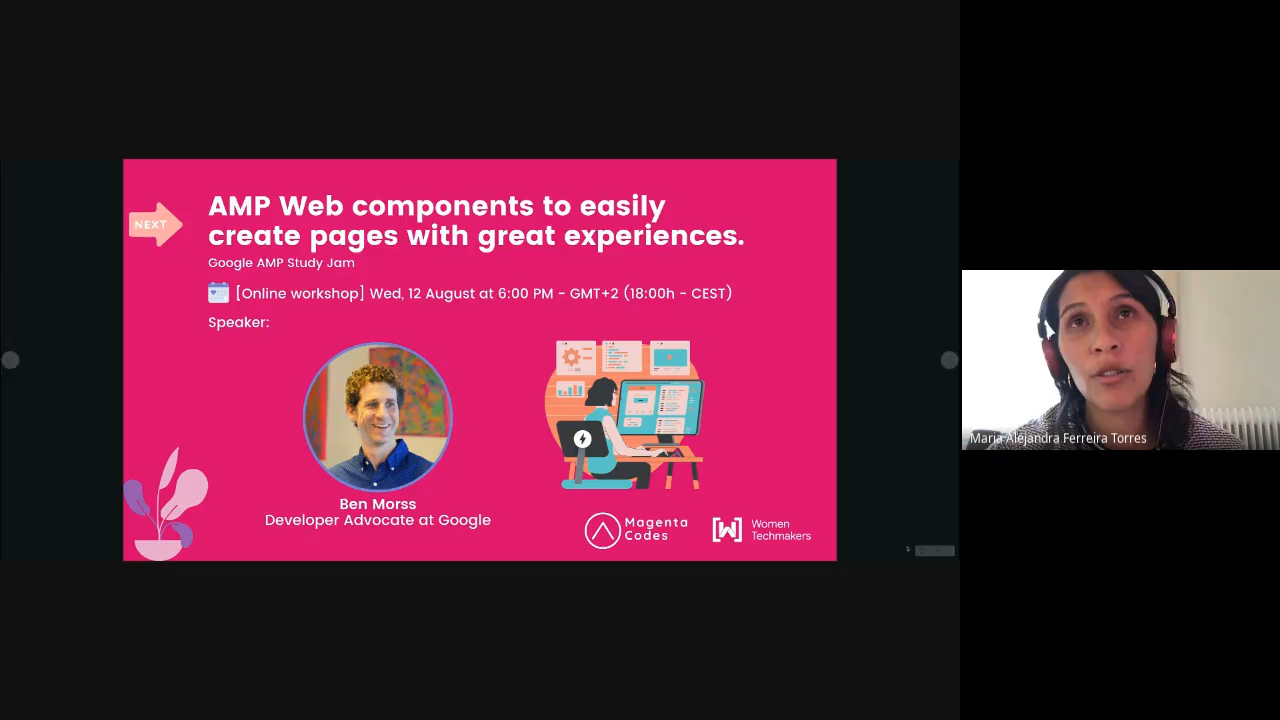 NEXT
AMP Web components to easily
create pages with great experiences.
Google AMP Study Jam
[Online workshop] Wed, 12 August at 6:00 PM - GMT+2 (18:00h - CEST)
Speaker:
Ben Morss
Developer Advocate at Google
Magenta
Codes
Women
Techmakers
Maria Alejandra Ferreira Torres